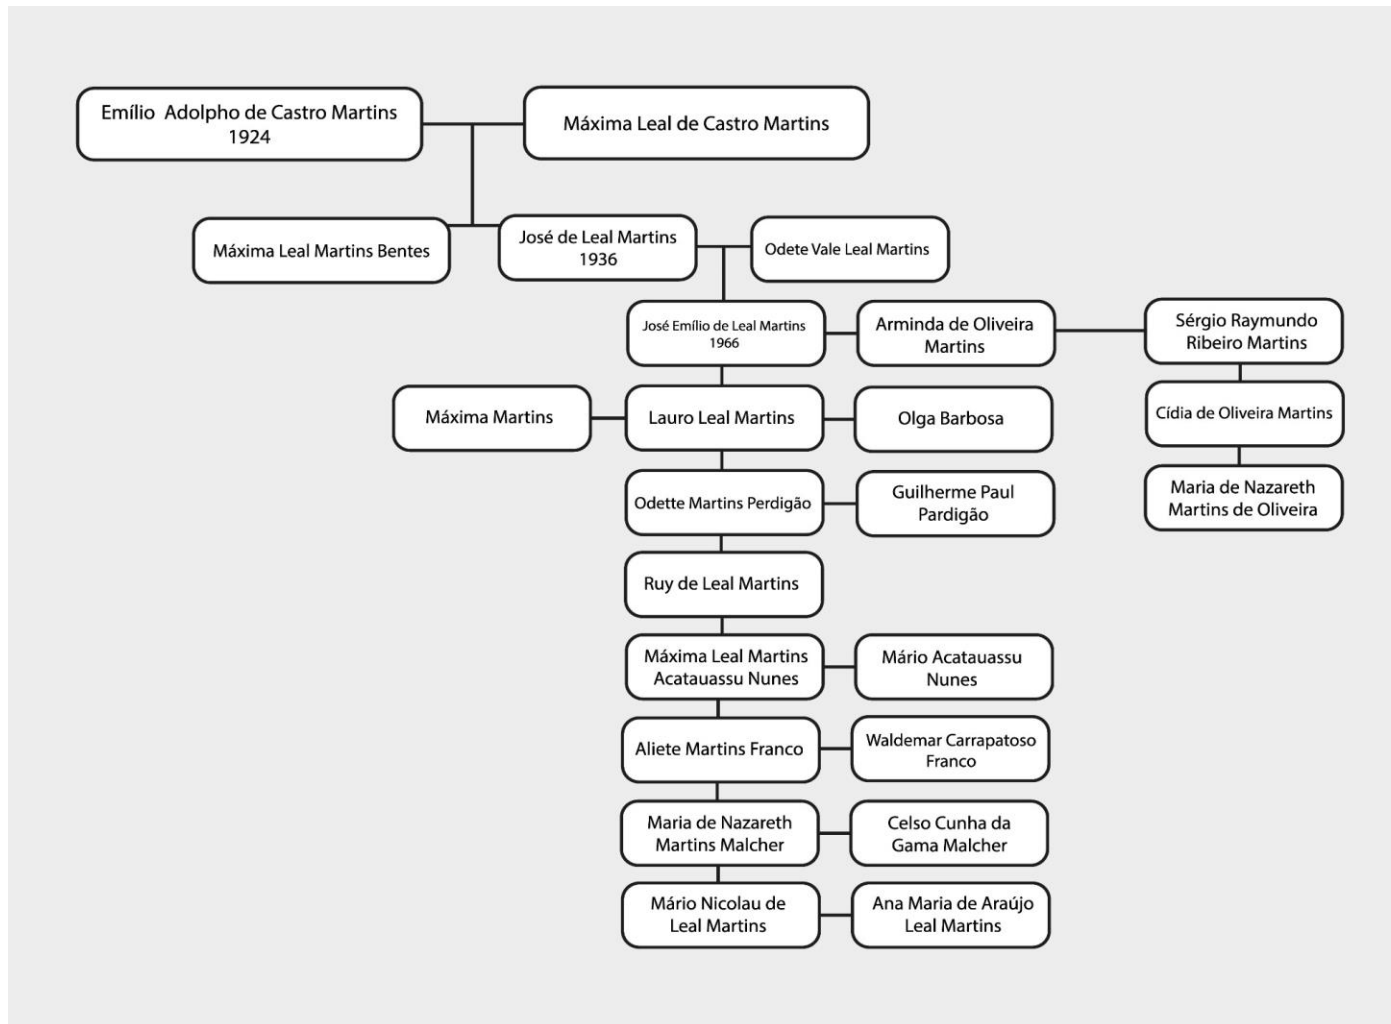 Emílio Adolpho de Castro Martins
1924
Máxima Leal de Castro Martins
Máxima Leal Martins Bentes
José de Leal Martins
1936
Odete Vale Leal Martins
José Emílio de Leal Martins
1966
Arminda de Oliveira
Martins
Sérgio Raymundo
Ribeiro Martins
Máxima Martins
Lauro Leal Martins
Olga Barbosa
Cídia de Oliveira Martins
Odette Martins Perdigão
Guilherme Paul
Pardigão
Maria de Nazareth
Martins de Oliveira
Ruy de Leal Martins
Máxima Leal Martins
Acatauassu Nunes
Mário Acatauassu
Nunes
Aliete Martins Franco
Waldemar Carrapatoso
Franco
Maria de Nazareth
Martins Malcher
Celso Cunha da
Gama Malcher
Mário Nicolau de
Leal Martins
Ana Maria de Araújo
Leal Martins